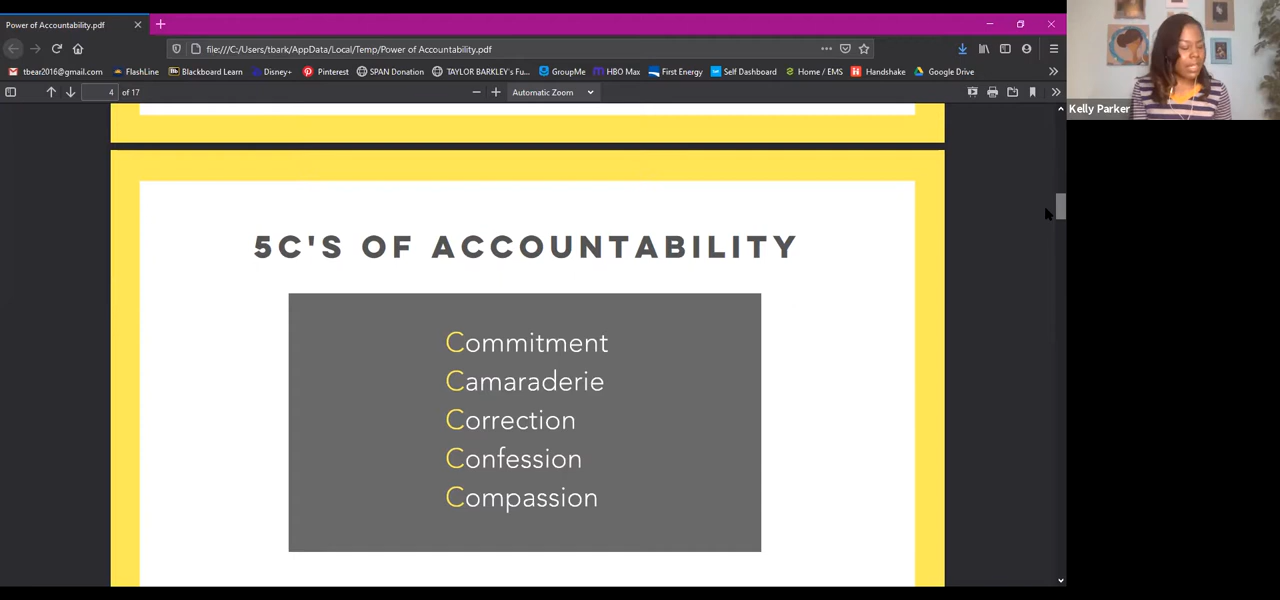 Power of Accountability.pdf
file:///C:/Users/tbark/AppData/Local/Temp/Power of Accountability.pdf
tbear2016@gmail.com FlashLine Bb Blackboard Learn Disney+ Pinterest SPAN Donation TAYLOR BARKLEY's Fu... GroupMe HBO Max First Energy Self Dashboard Home / EMS Handshake Google Drive
4 of 17 Automatic Zoom
Kelly Parker
5C'S OF ACCOUNTABILITY
Commitment
Camaraderie
Correction
Confession
Compassion